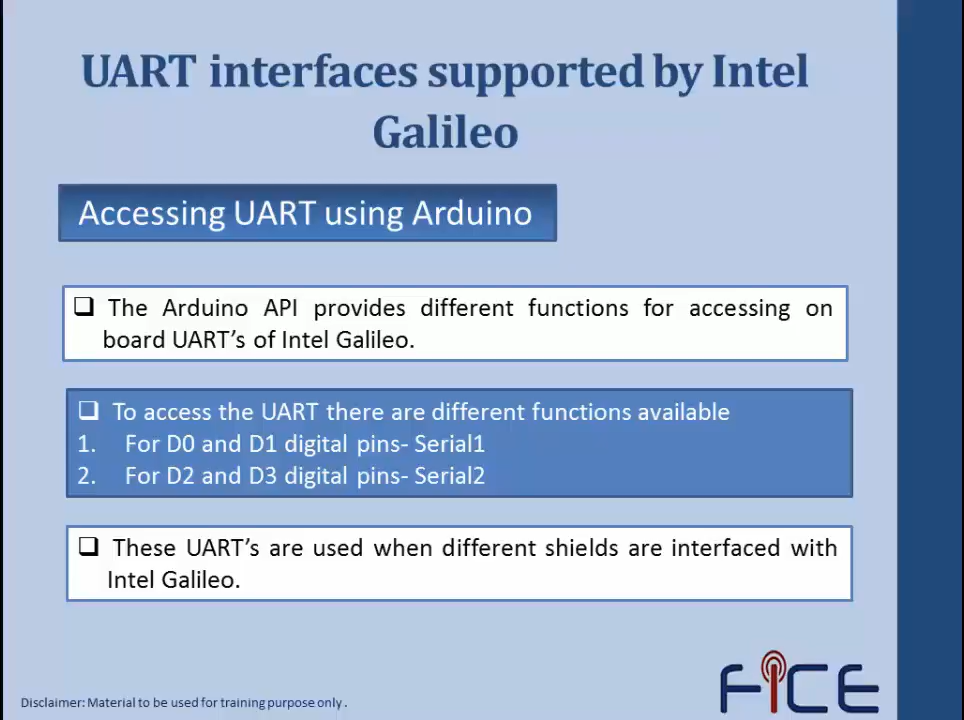 UART interfaces supported by Intel
Galileo
Accessing UART using Arduino
❑ The Arduino API provides different functions for accessing on
board UART’s of Intel Galileo.
❑ To access the UART there are different functions available
1. For D0 and D1 digital pins- Serial1
2. For D2 and D3 digital pins- Serial2
❑ These UART’s are used when different shields are interfaced with
Intel Galileo.
FiCE
Disclaimer: Material to be used for training purpose only .